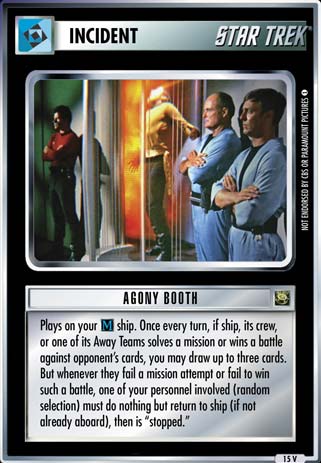 INCIDENT
STAR TREK
NOT ENDORSED BY CBS OR PARAMOUNT PICTURES
AGONY BOOTH
Plays on your M ship. Once every turn, if ship, its crew,
or one of its Away Teams solves a mission or wins a battle
against opponent's cards, you may draw up to three cards.
But whenever they fail a mission attempt or fail to win
such a battle, one of your personnel involved (random
selection) must do nothing but return to ship (if not
already aboard), then is “stopped.”
15 V